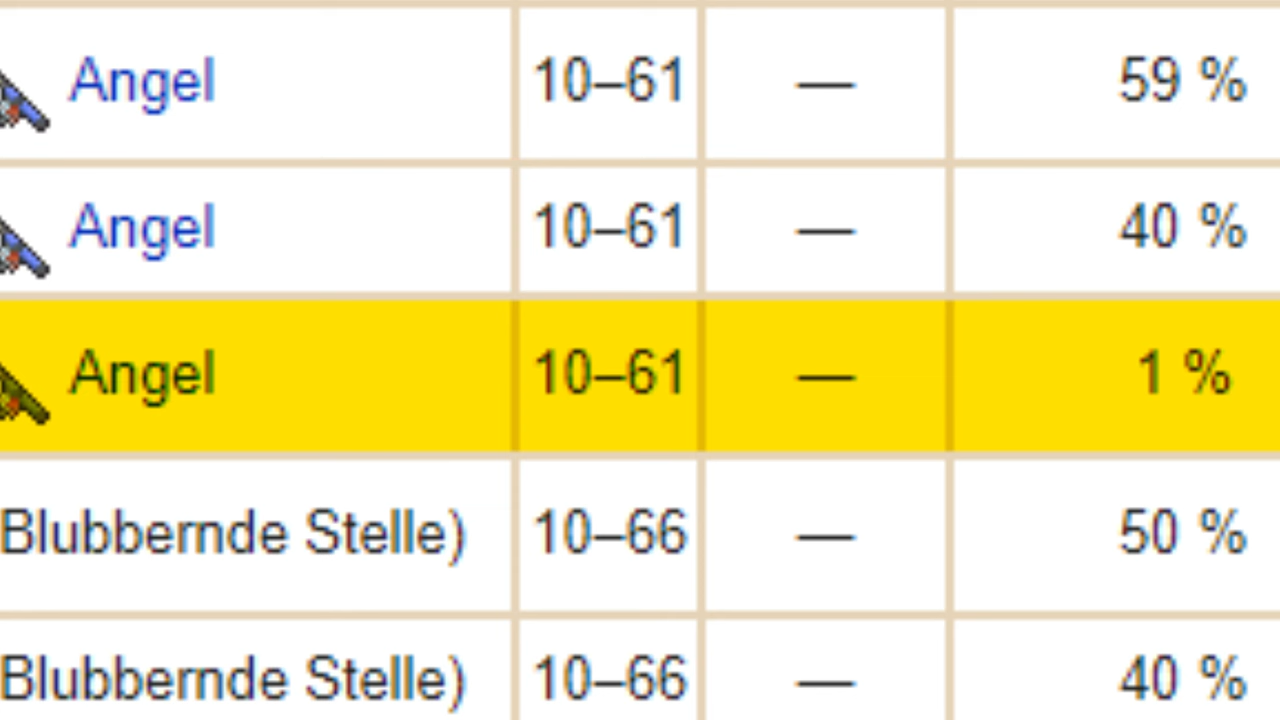 Angel 10–61 — 59 %
Angel 10–61 — 40 %
Angel 10–61 — 1 %
Blubbernde Stelle) 10–66 — 50 %
Blubbernde Stelle) 10–66 — 40 %